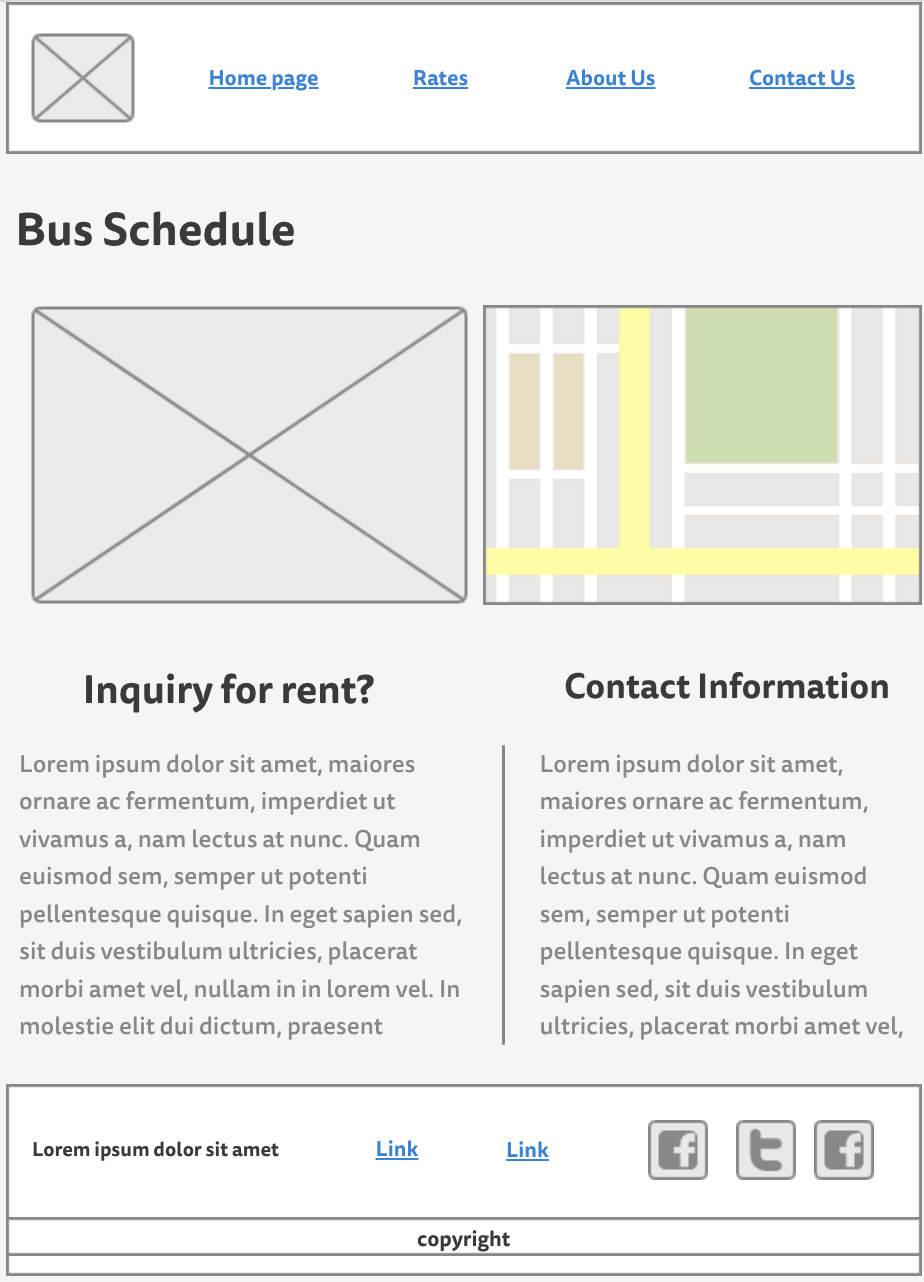 Home page Rates About Us Contact Us
Bus Schedule
Inquiry for rent?
Lorem ipsum dolor sit amet, maiores
ornare ac fermentum, imperdiet ut
vivamus a, nam lectus at nunc. Quam
euismod sem, semper ut potenti
pellentesque quisque. In eget sapien sed,
sit duis vestibulum ultricies, placerat
morbi amet vel, nullam in in lorem vel. In
molestie elit dui dictum, praesent
Contact Information
Lorem ipsum dolor sit amet,
maiores ornare ac fermentum,
imperdiet ut vivamus a, nam
lectus at nunc. Quam euismod
sem, semper ut potenti
pellentesque quisque. In eget
sapien sed, sit duis vestibulum
ultricies, placerat morbi amet vel,
Lorem ipsum dolor sit amet Link Link f t f
copyright